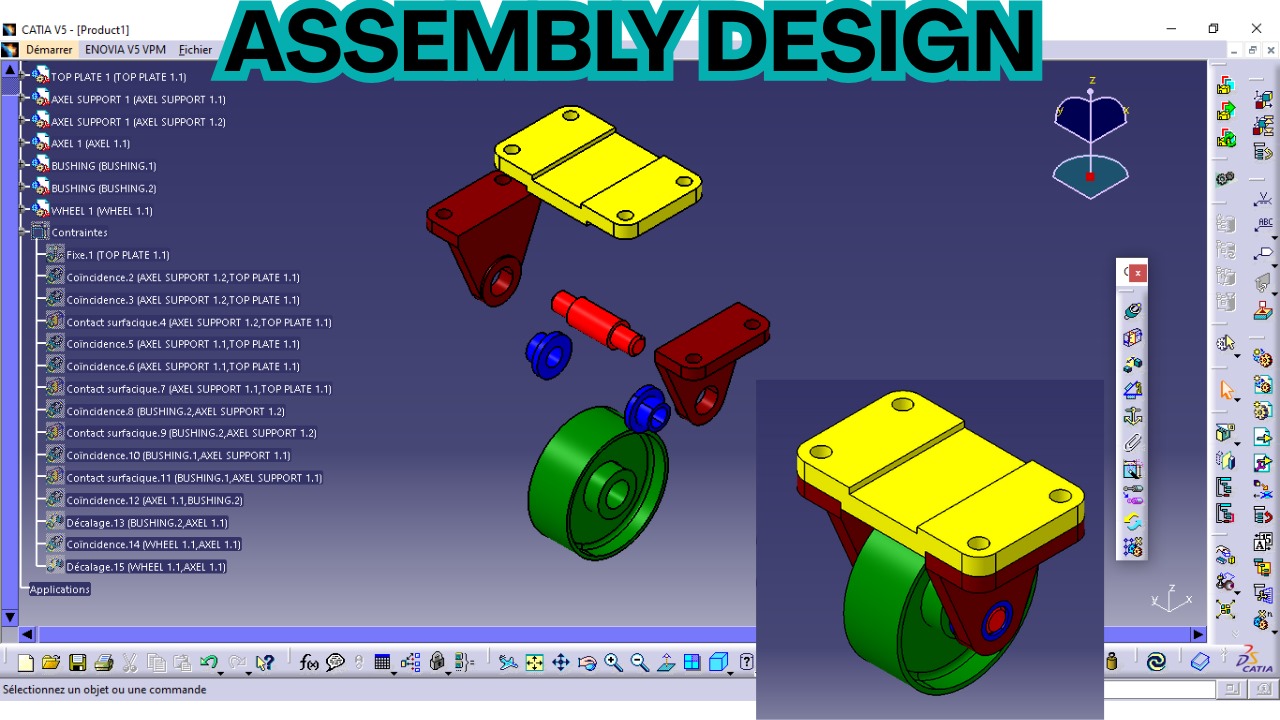 ASSEMBLY DESIGN
CATIA V5 - [Product1]
Démarrer ENOVIA V5 VPM Fichier
TOP PLATE 1 (TOP PLATE 1.1)
AXEL SUPPORT 1 (AXEL SUPPORT 1.1)
AXEL SUPPORT 1 (AXEL SUPPORT 1.2)
AXEL 1 (AXEL 1.1)
BUSHING (BUSHING.1)
BUSHING (BUSHING.2)
WHEEL 1 (WHEEL 1.1)
Contraintes
Fixe.1 (TOP PLATE 1.1)
Coïncidence.2 (AXEL SUPPORT 1.2,TOP PLATE 1.1)
Coïncidence.3 (AXEL SUPPORT 1.2,TOP PLATE 1.1)
Contact surfacique.4 (AXEL SUPPORT 1.2,TOP PLATE 1.1)
Coïncidence.5 (AXEL SUPPORT 1.1,TOP PLATE 1.1)
Coïncidence.6 (AXEL SUPPORT 1.1,TOP PLATE 1.1)
Contact surfacique.7 (AXEL SUPPORT 1.1,TOP PLATE 1.1)
Coïncidence.8 (BUSHING.2,AXEL SUPPORT 1.2)
Contact surfacique.9 (BUSHING.2,AXEL SUPPORT 1.2)
Coïncidence.10 (BUSHING.1,AXEL SUPPORT 1.1)
Contact surfacique.11 (BUSHING.1,AXEL SUPPORT 1.1)
Coïncidence.12 (AXEL 1.1,BUSHING.2)
Décalage.13 (BUSHING.2,AXEL 1.1)
Coïncidence.14 (WHEEL 1.1,AXEL 1.1)
Décalage.15 (WHEEL 1.1,AXEL 1.1)
Applications
z
y x
ABC
z
y x
f(x)
CATIA
Sélectionnez un objet ou une commande